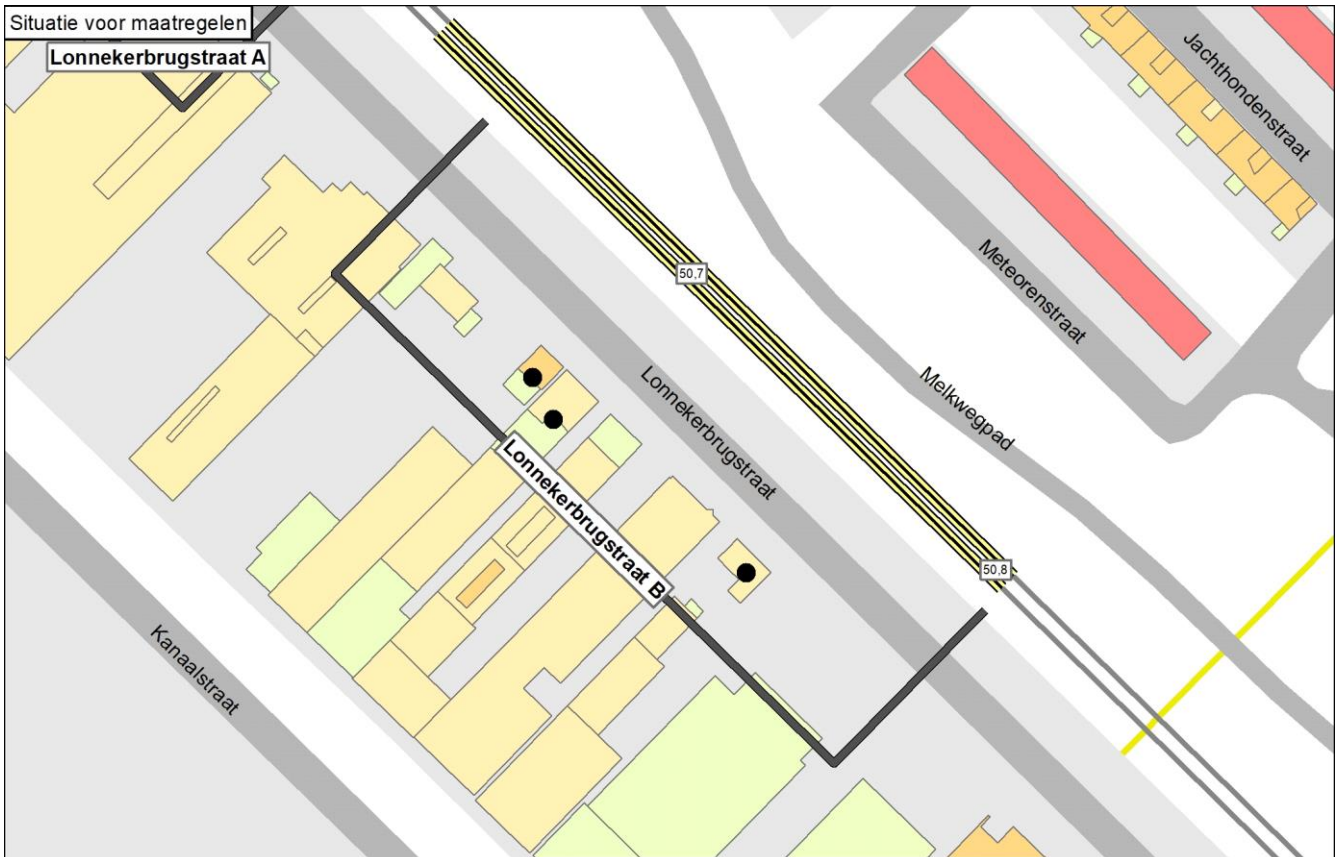 Situatie voor maatregelen
Lonnekerbrugstraat A
Jachthondenstraat
50,7
Meteorenstraat
Lonnekerbrugstraat
Melkwegpad
Lonnekerbrugstraat B
50,8
Kanaalstraat